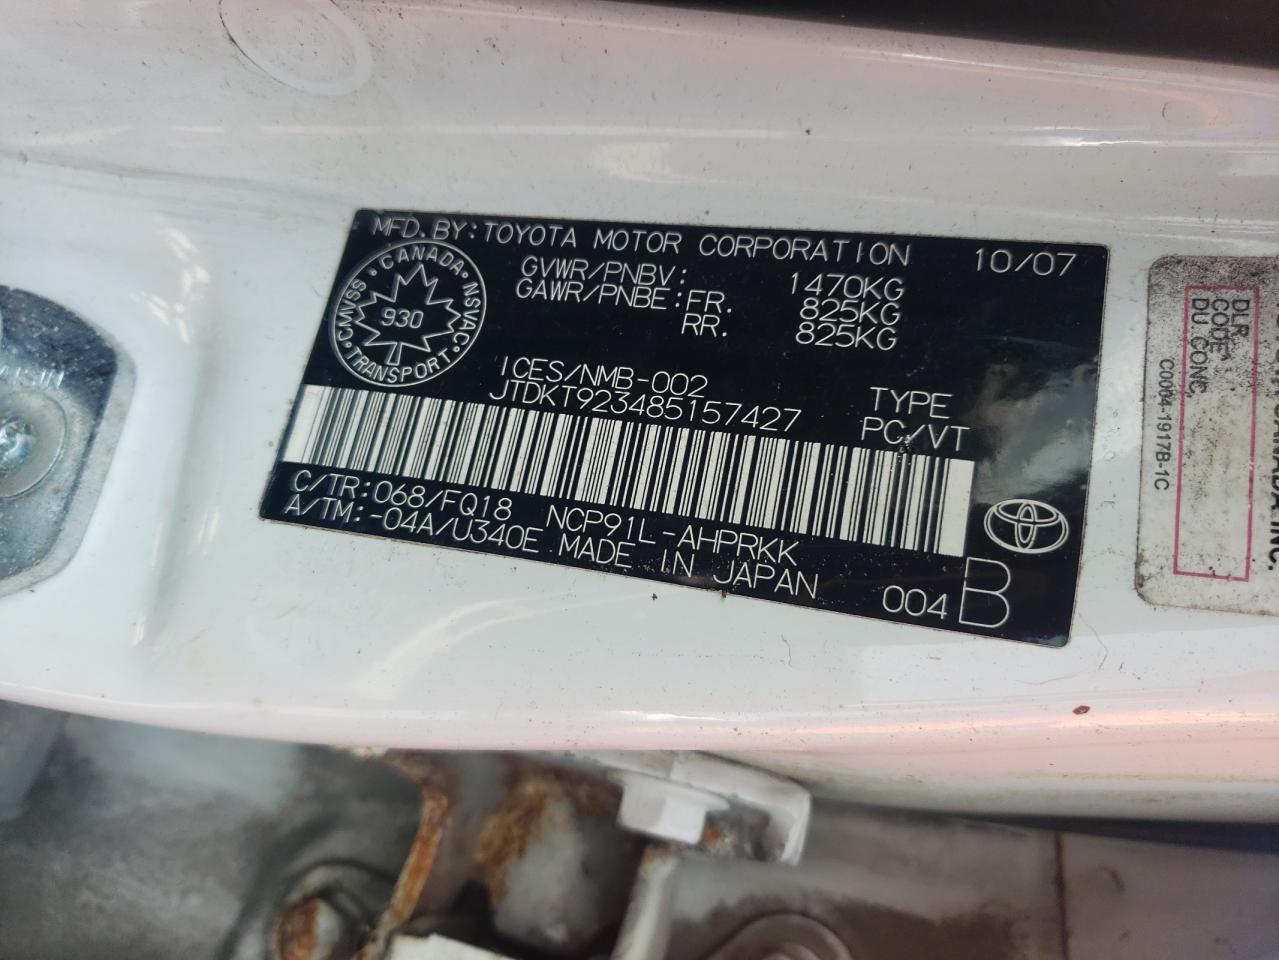 MFD. BY: TOYOTA MOTOR CORPORATION 10/07
GVWR/PNBV: 1470KG
GAWR/PNBE: FR. 825KG
RR. 825KG
CANADA
NSVAC
TRANSPORT
CMVSS
930
ICES/NMB-002
JTDKT923485157427
TYPE
PC/VT
C/TR: 068/FQ18 NCP91L-AHPRKK
A/TM: -04A/U340E MADE IN JAPAN
004 B
DLR
CODE
DU CONC.
C0004-1917B-1C
INC.